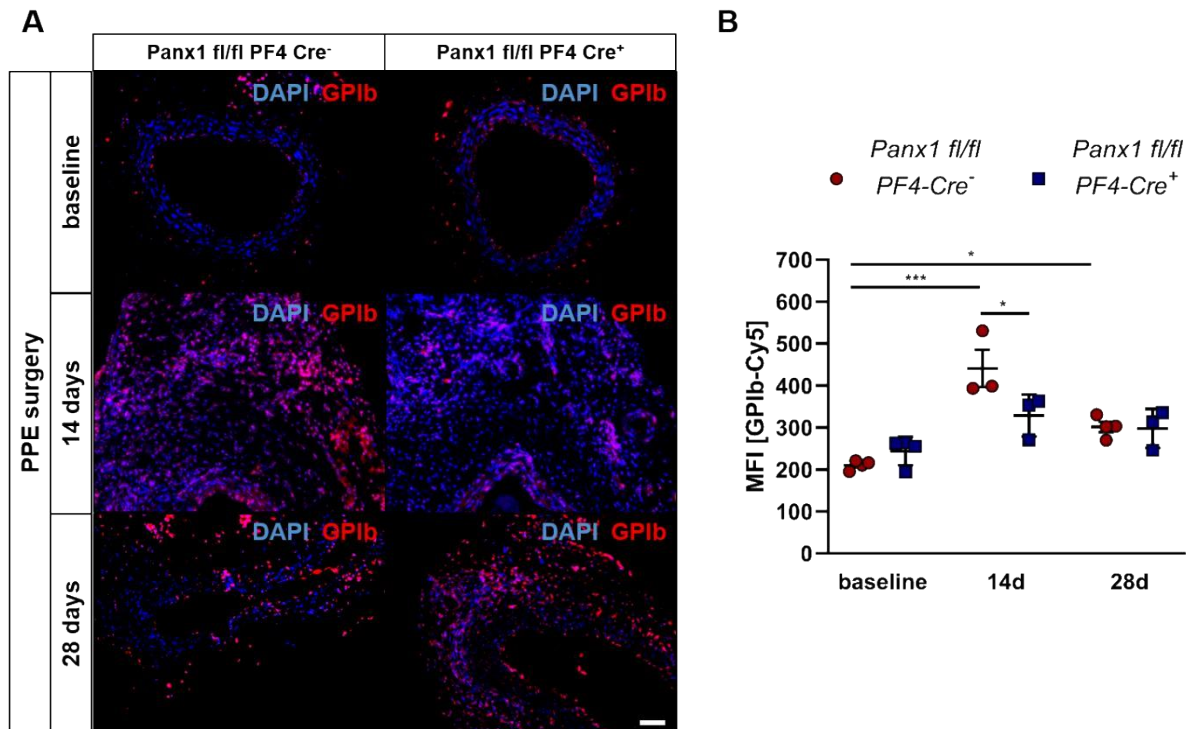 A
Panx1 fl/fl PF4 Cre⁻ Panx1 fl/fl PF4 Cre⁺
PPE surgery
baseline
DAPI GPIb DAPI GPIb
14 days
DAPI GPIb DAPI GPIb
28 days
DAPI GPIb DAPI GPIb
B
Panx1 fl/fl Panx1 fl/fl
PF4-Cre⁻ PF4-Cre⁺
MFI [GPIb-Cy5]
700
600
500
400
300
200
100
0
*
***
*
baseline 14d 28d